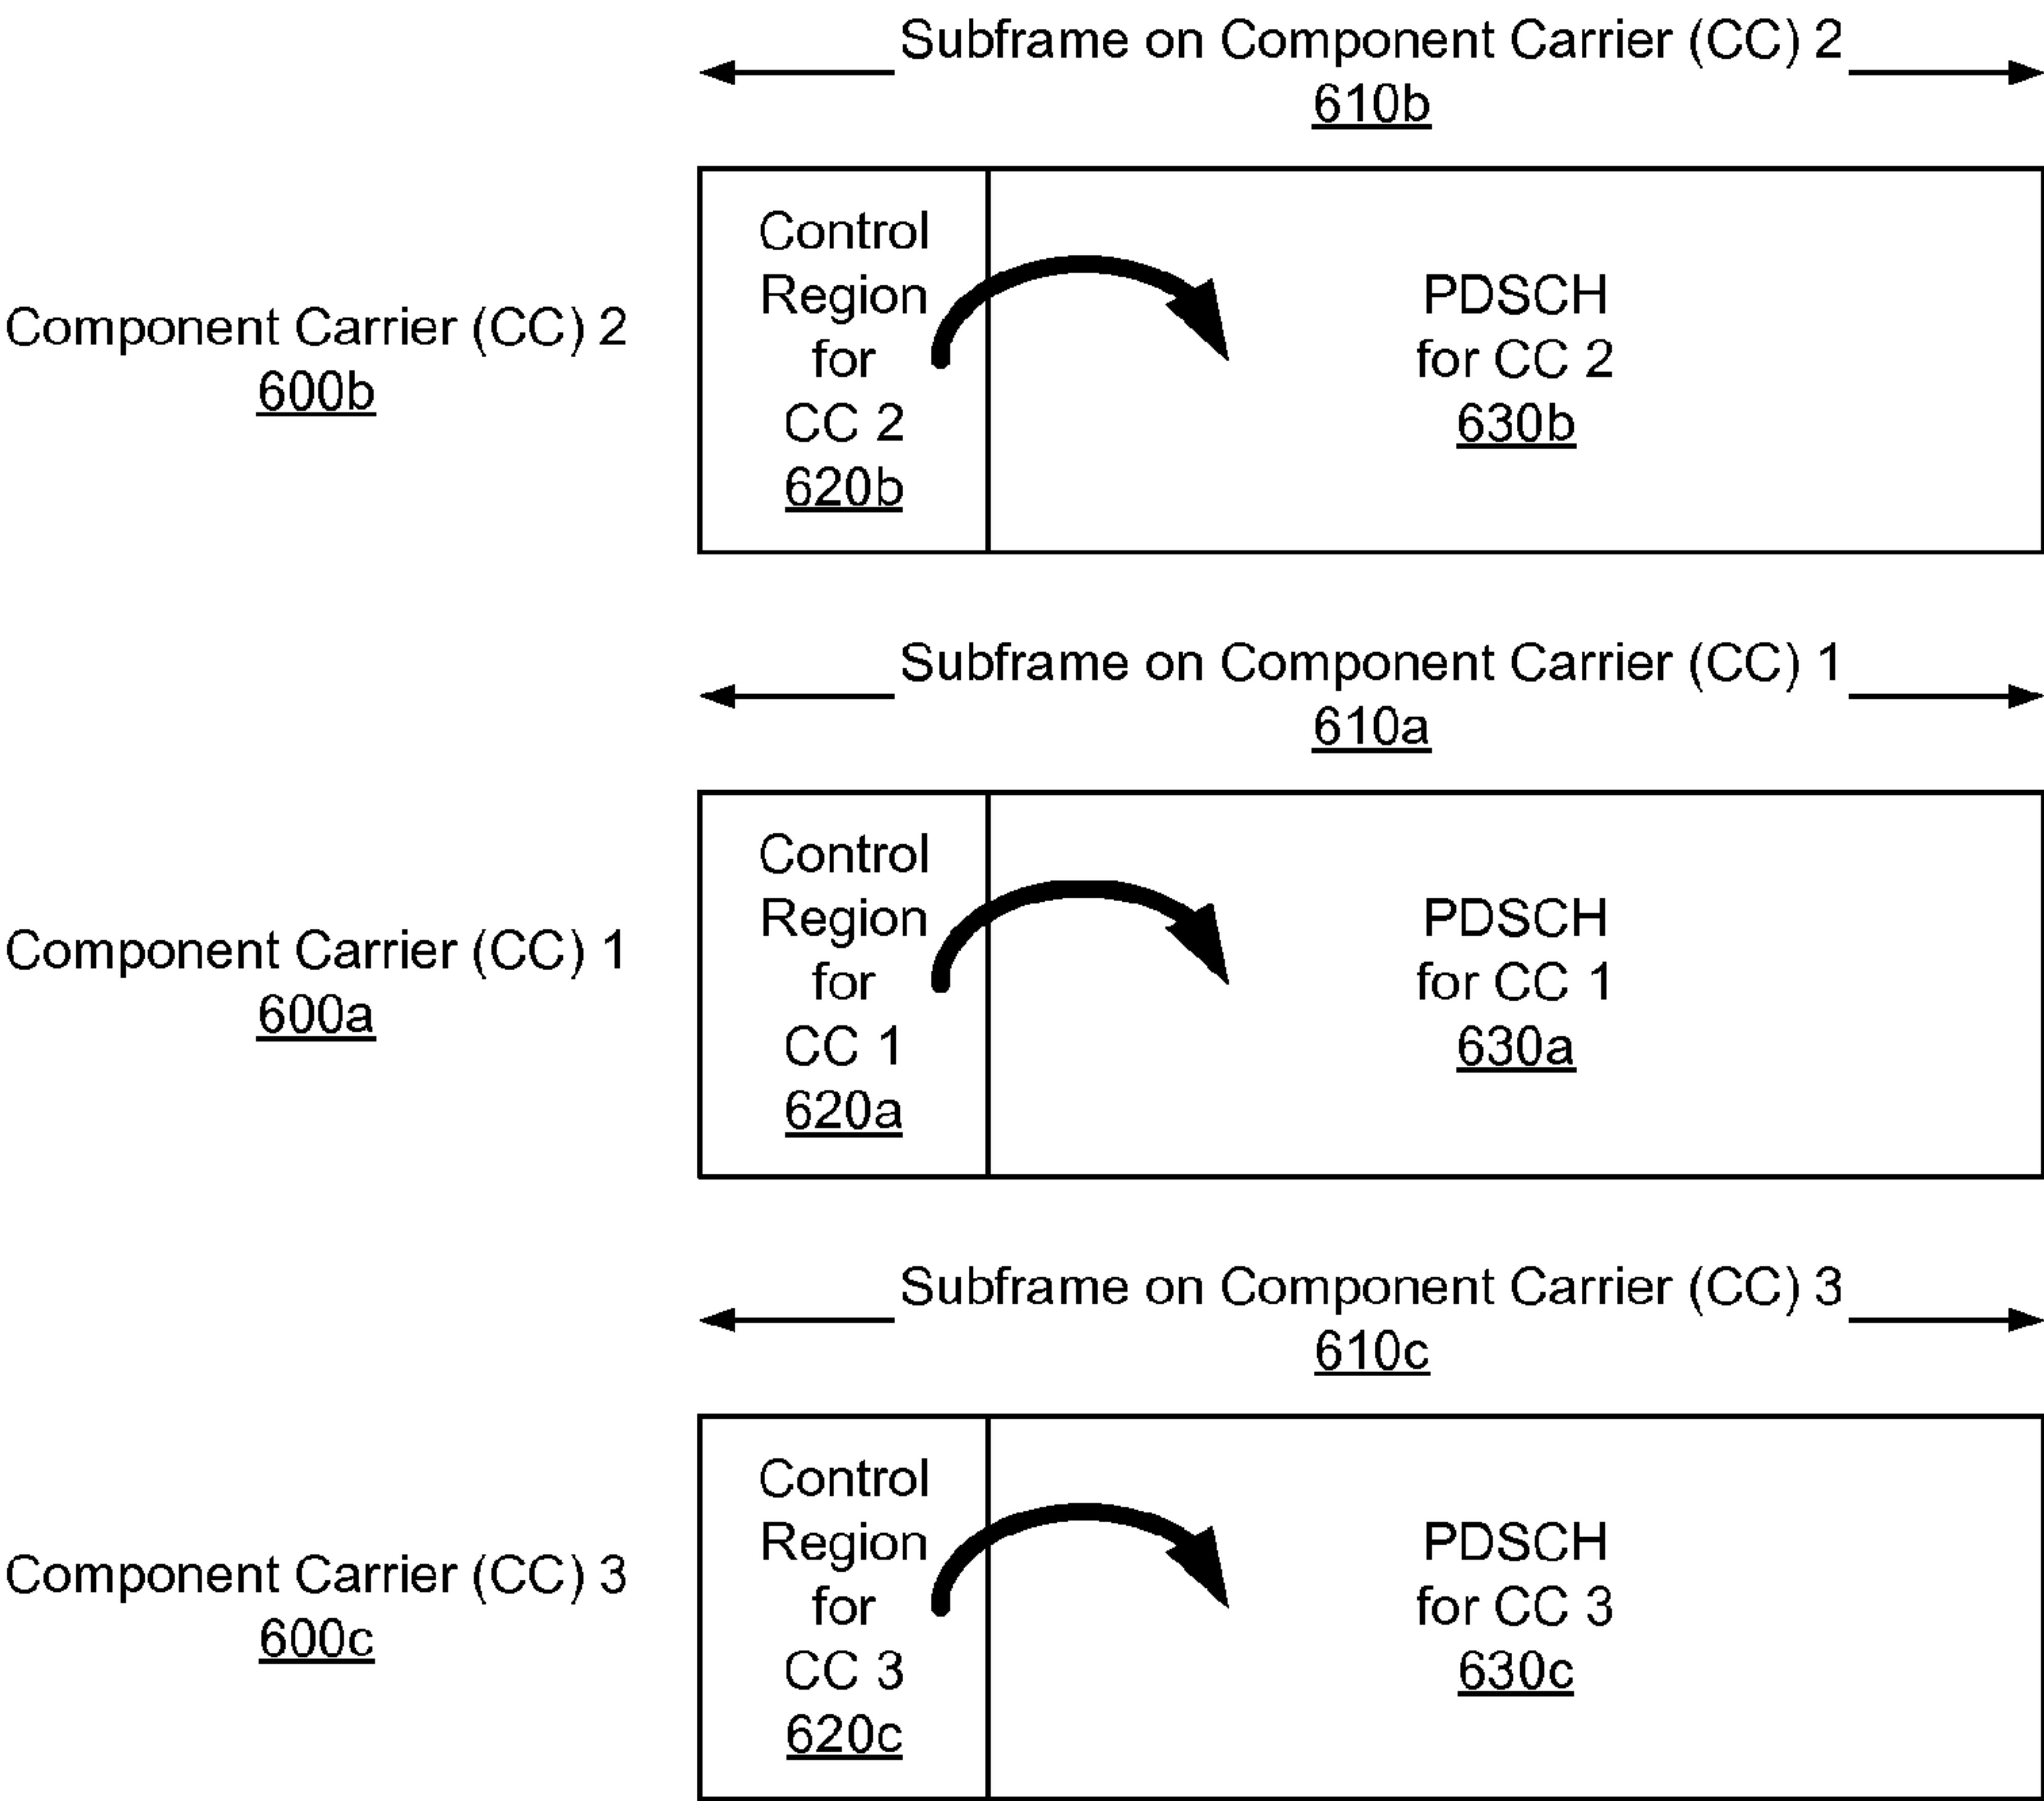 Subframe on Component Carrier (CC) 2
610b
Component Carrier (CC) 2
600b
Control
Region
for
CC 2
620b
PDSCH
for CC 2
630b
Subframe on Component Carrier (CC) 1
610a
Component Carrier (CC) 1
600a
Control
Region
for
CC 1
620a
PDSCH
for CC 1
630a
Subframe on Component Carrier (CC) 3
610c
Component Carrier (CC) 3
600c
Control
Region
for
CC 3
620c
PDSCH
for CC 3
630c